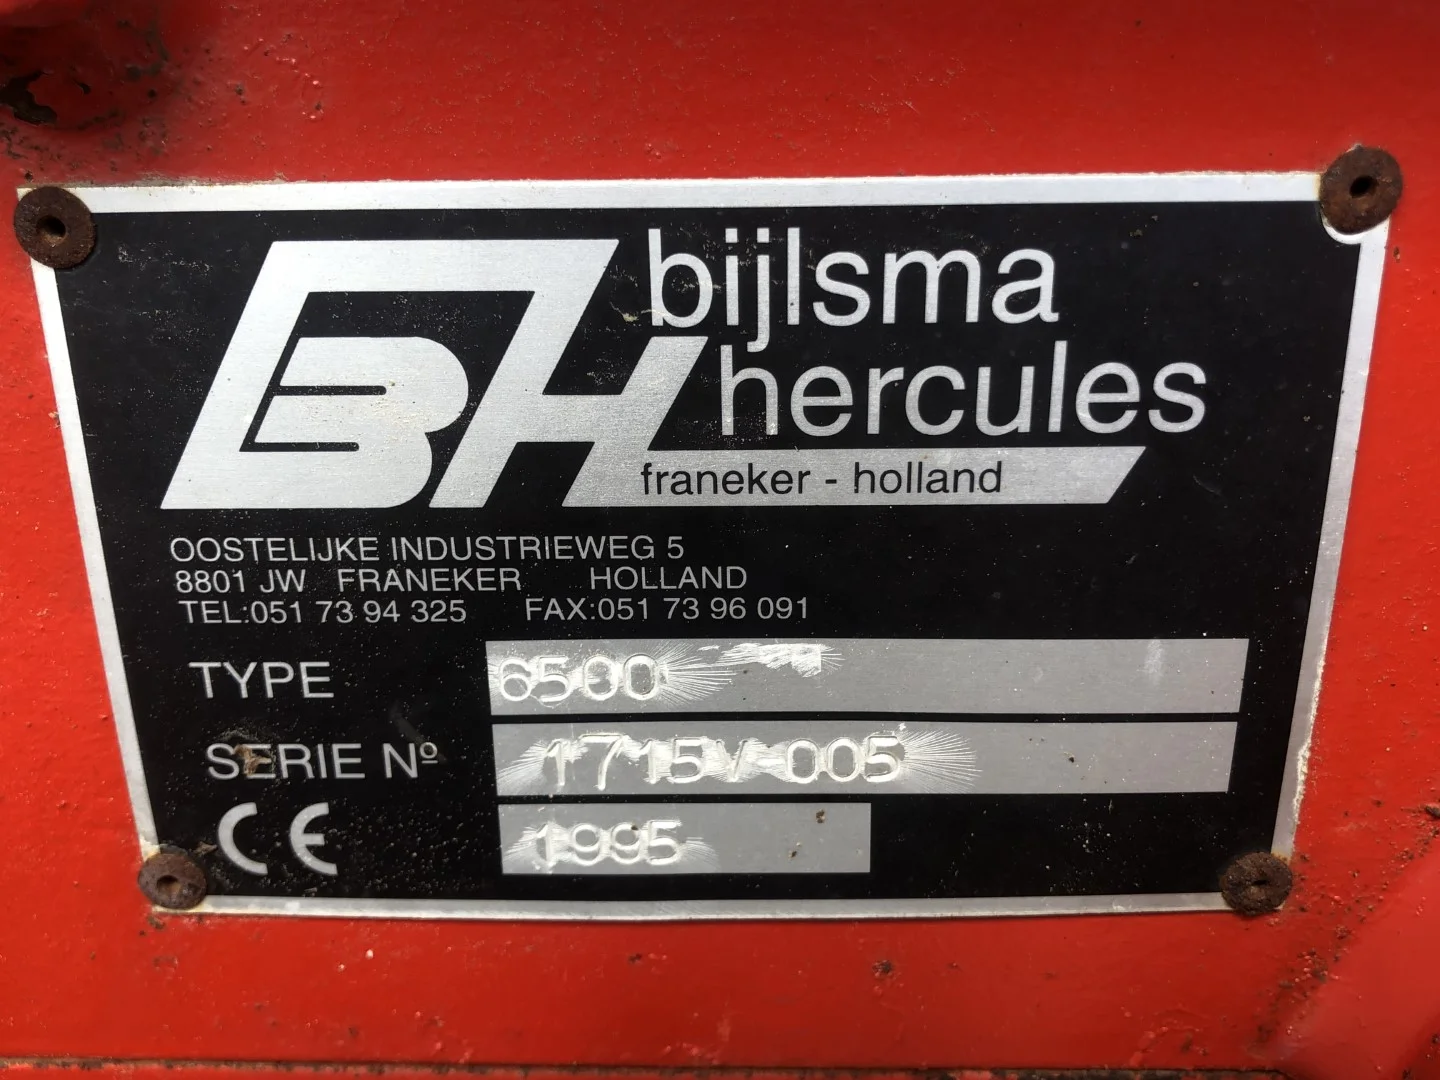 BH
bijlsma
hercules
franeker - holland
OOSTELIJKE INDUSTRIEWEG 5
8801 JW FRANEKER HOLLAND
TEL:051 73 94 325 FAX:051 73 96 091
TYPE 6500
SERIE Nº 1715V-005
CE 1995